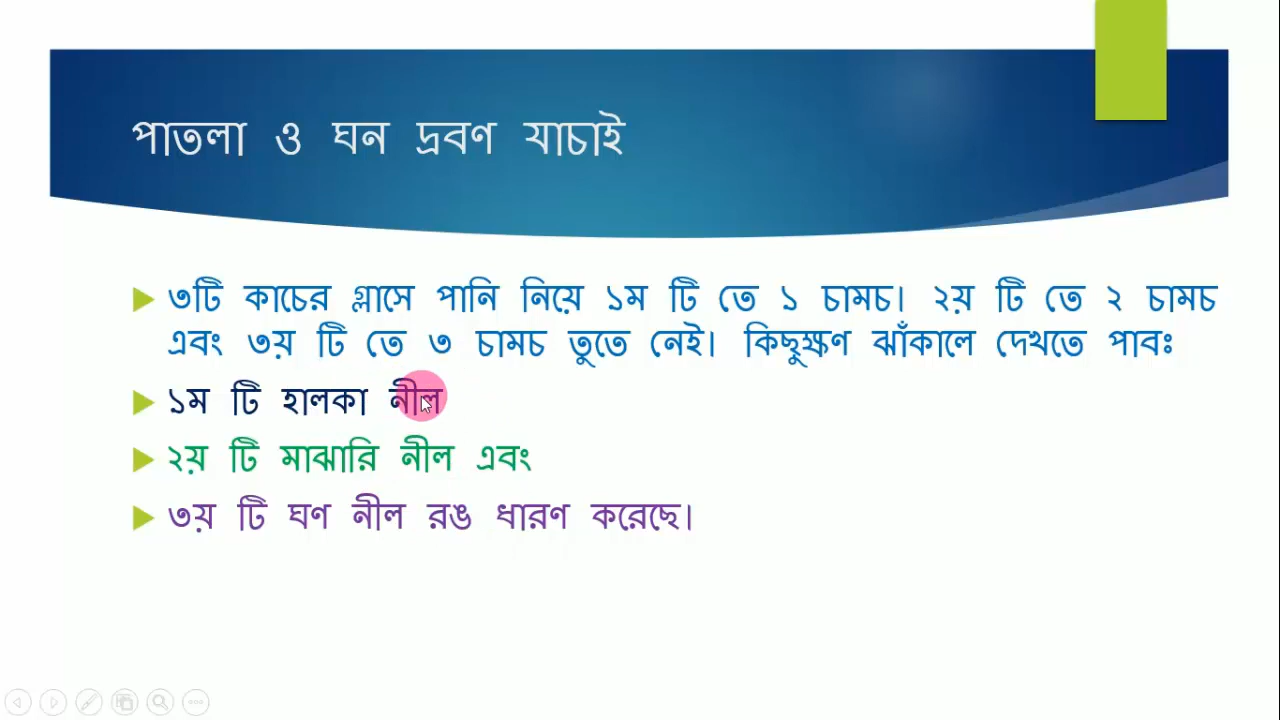 পাতলা ও ঘন দ্রবণ যাচাই
৩টি কাচের গ্লাসে পানি নিয়ে ১ম টি তে ১ চামচ। ২য় টি তে ২ চামচ
এবং ৩য় টি তে ৩ চামচ তুতে নেই। কিছুক্ষণ ঝাঁকালে দেখতে পাবঃ
১ম টি হালকা নীল
২য় টি মাঝারি নীল এবং
৩য় টি ঘণ নীল রঙ ধারণ করেছে।